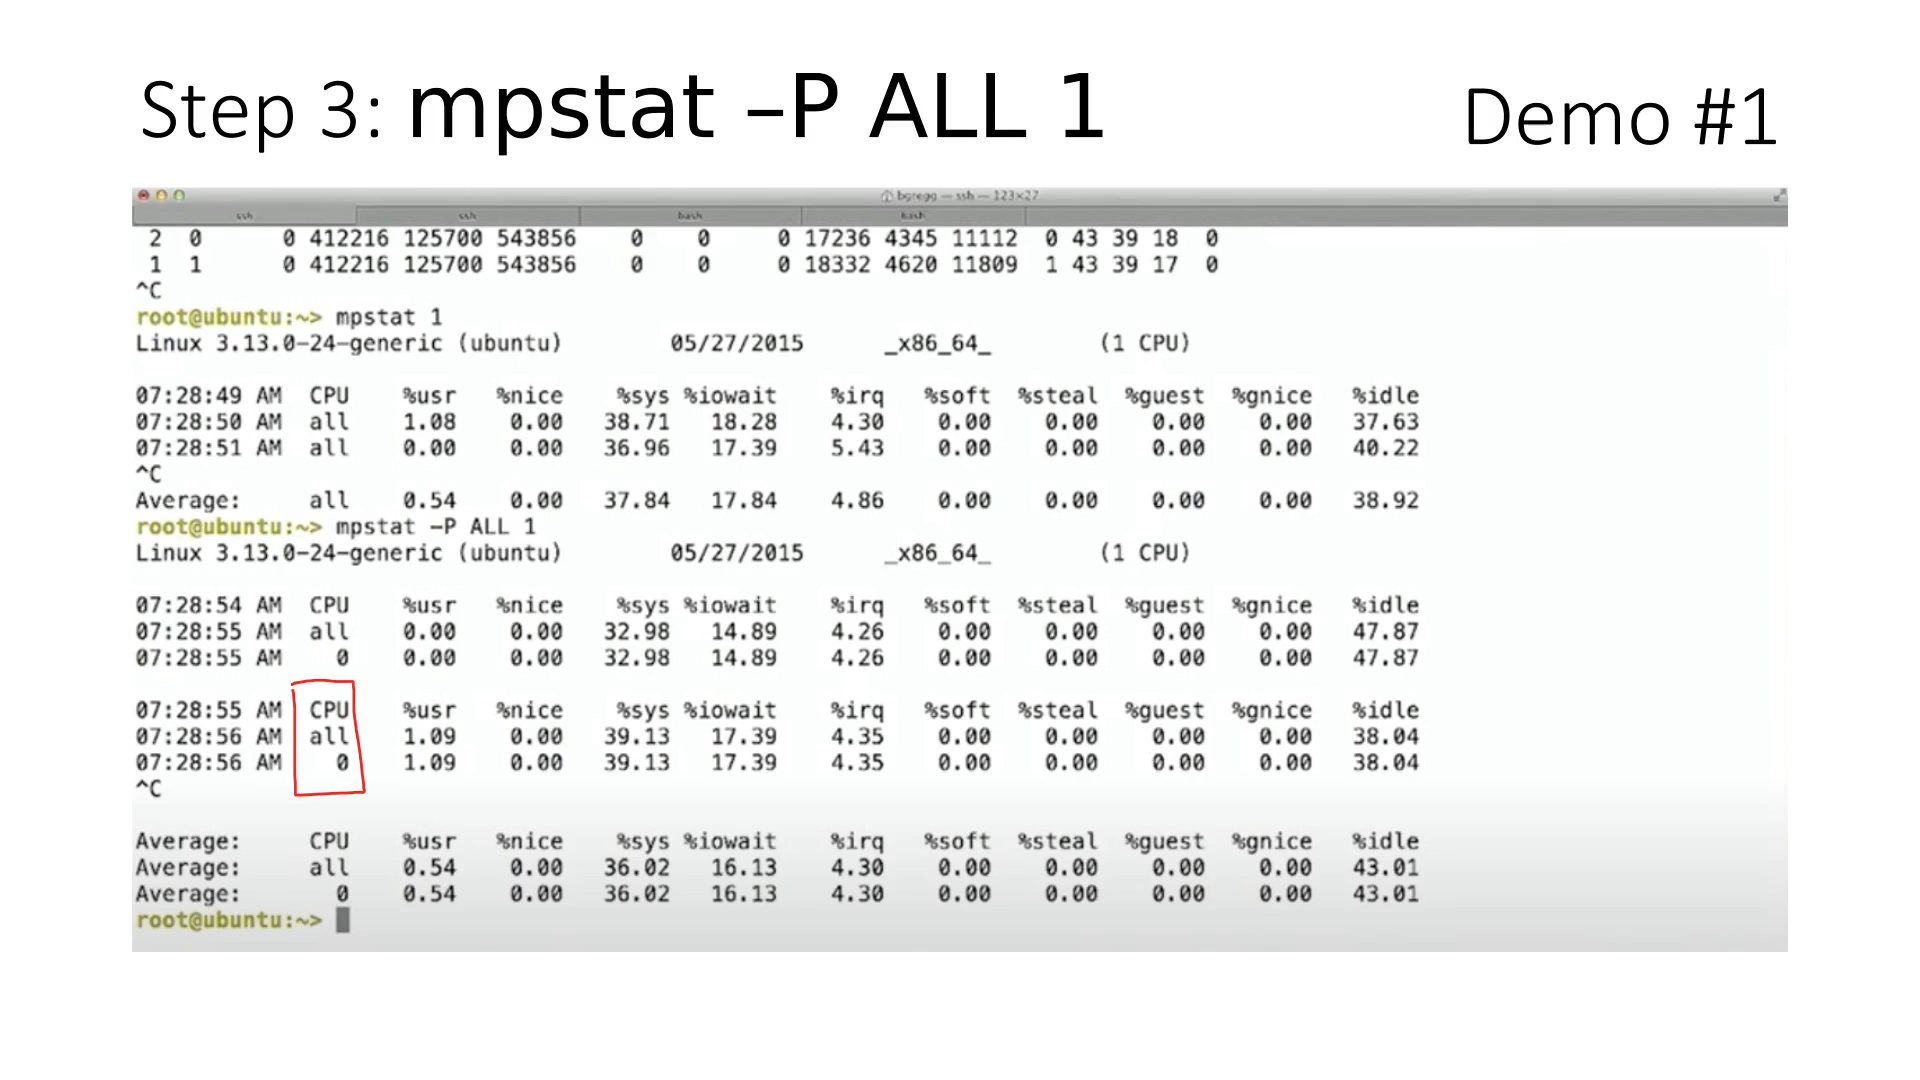 Step 3: mpstat –P ALL 1
Demo #1
bgregg — ssh — 123×27
ssh ssh bash bash
2 0 0 412216 125700 543856 0 0 0 17236 4345 11112 0 43 39 18 0
1 1 0 412216 125700 543856 0 0 0 18332 4620 11809 1 43 39 17 0
^C
root@ubuntu:~> mpstat 1
Linux 3.13.0-24-generic (ubuntu) 05/27/2015 _x86_64_ (1 CPU)
07:28:49 AM CPU %usr %nice %sys %iowait %irq %soft %steal %guest %gnice %idle
07:28:50 AM all 1.08 0.00 38.71 18.28 4.30 0.00 0.00 0.00 0.00 37.63
07:28:51 AM all 0.00 0.00 36.96 17.39 5.43 0.00 0.00 0.00 0.00 40.22
^C
Average: all 0.54 0.00 37.84 17.84 4.86 0.00 0.00 0.00 0.00 38.92
root@ubuntu:~> mpstat -P ALL 1
Linux 3.13.0-24-generic (ubuntu) 05/27/2015 _x86_64_ (1 CPU)
07:28:54 AM CPU %usr %nice %sys %iowait %irq %soft %steal %guest %gnice %idle
07:28:55 AM all 0.00 0.00 32.98 14.89 4.26 0.00 0.00 0.00 0.00 47.87
07:28:55 AM 0 0.00 0.00 32.98 14.89 4.26 0.00 0.00 0.00 0.00 47.87
07:28:55 AM CPU %usr %nice %sys %iowait %irq %soft %steal %guest %gnice %idle
07:28:56 AM all 1.09 0.00 39.13 17.39 4.35 0.00 0.00 0.00 0.00 38.04
07:28:56 AM 0 1.09 0.00 39.13 17.39 4.35 0.00 0.00 0.00 0.00 38.04
^C
Average: CPU %usr %nice %sys %iowait %irq %soft %steal %guest %gnice %idle
Average: all 0.54 0.00 36.02 16.13 4.30 0.00 0.00 0.00 0.00 43.01
Average: 0 0.54 0.00 36.02 16.13 4.30 0.00 0.00 0.00 0.00 43.01
root@ubuntu:~>